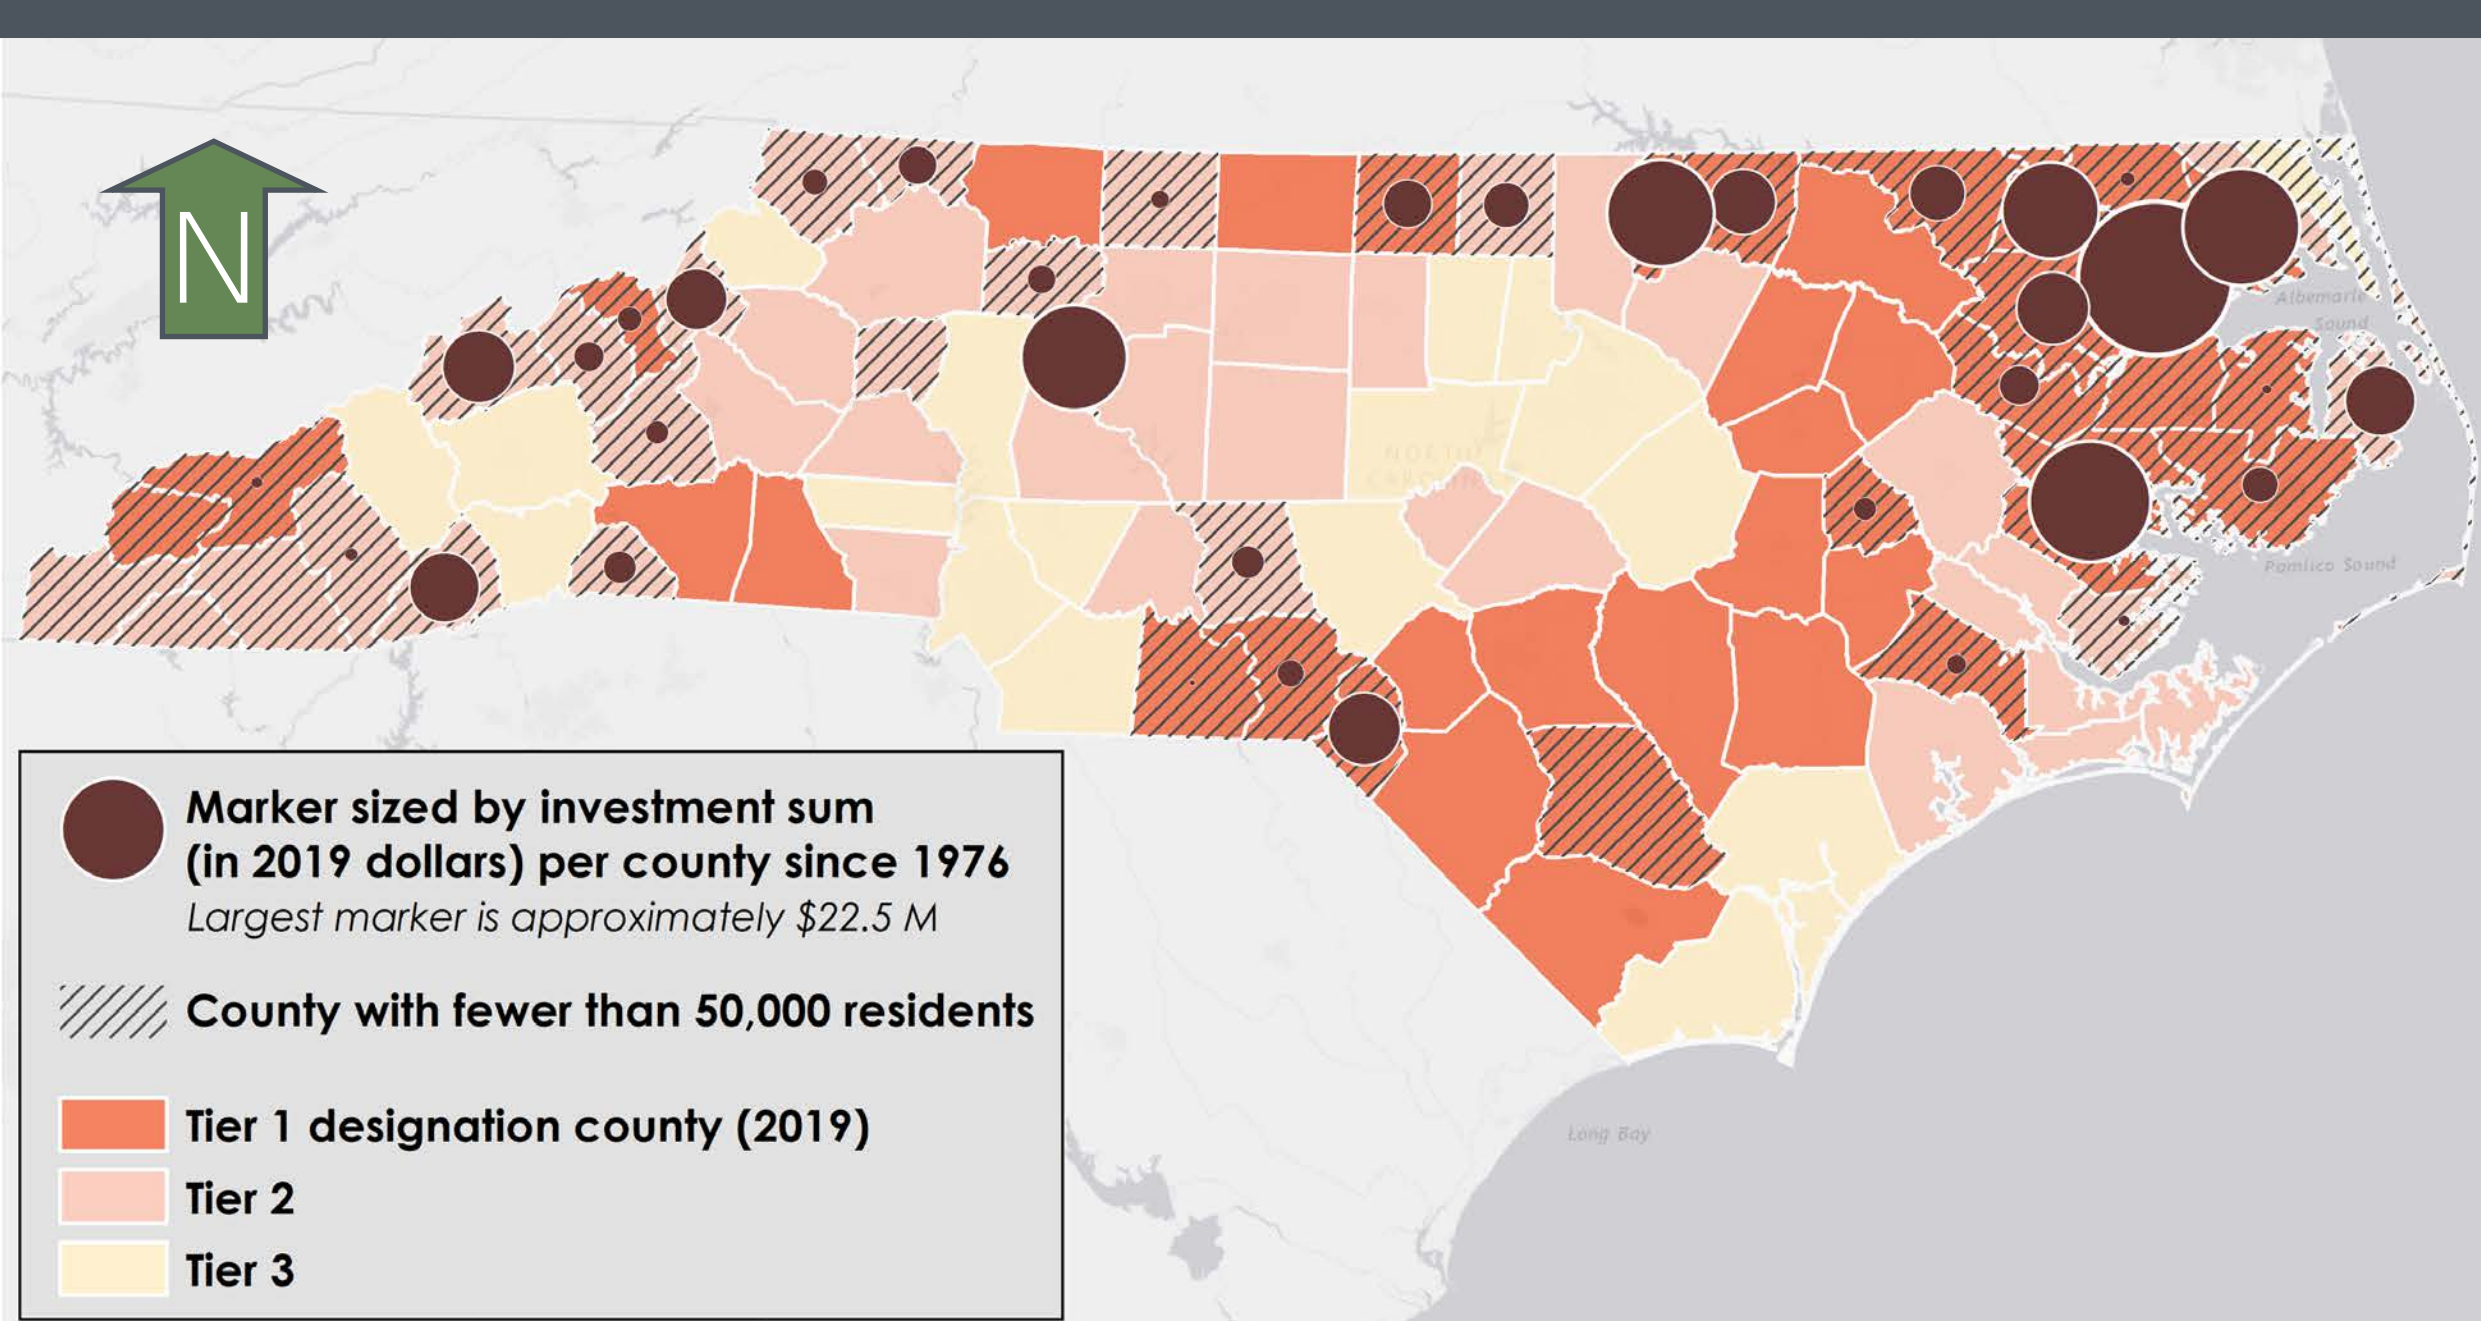 N
Albemarle
Sound
NORTH
CAROLINA
Pamlico Sound
Long Bay
Marker sized by investment sum
(in 2019 dollars) per county since 1976
Largest marker is approximately $22.5 M
County with fewer than 50,000 residents
Tier 1 designation county (2019)
Tier 2
Tier 3